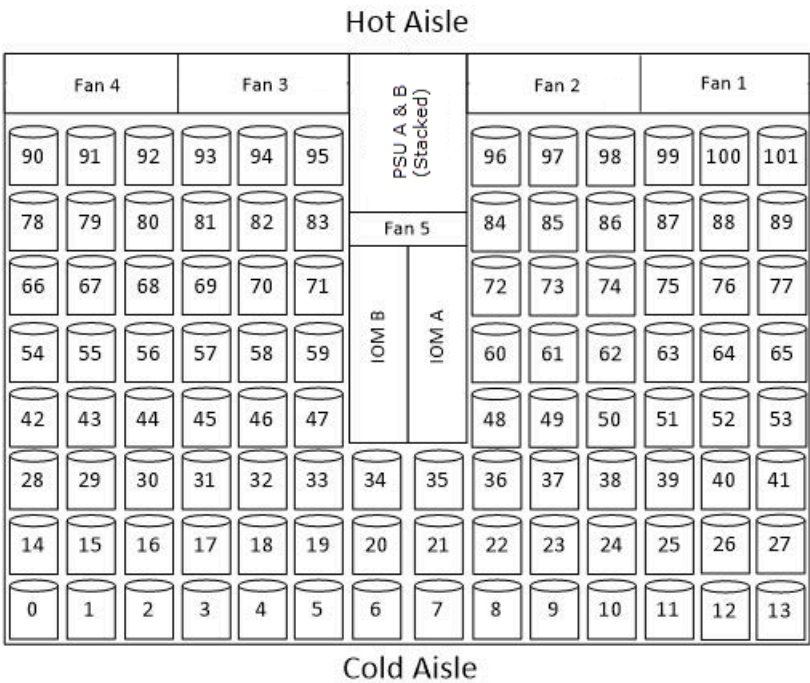 Hot Aisle
Fan 4 Fan 3 PSU A & B Fan 2 Fan 1
(Stacked)
90 91 92 93 94 95 96 97 98 99 100 101
78 79 80 81 82 83 84 85 86 87 88 89
Fan 5
66 67 68 69 70 71 72 73 74 75 76 77
IOM B IOM A
54 55 56 57 58 59 60 61 62 63 64 65
42 43 44 45 46 47 48 49 50 51 52 53
28 29 30 31 32 33 34 35 36 37 38 39 40 41
14 15 16 17 18 19 20 21 22 23 24 25 26 27
0 1 2 3 4 5 6 7 8 9 10 11 12 13
Cold Aisle